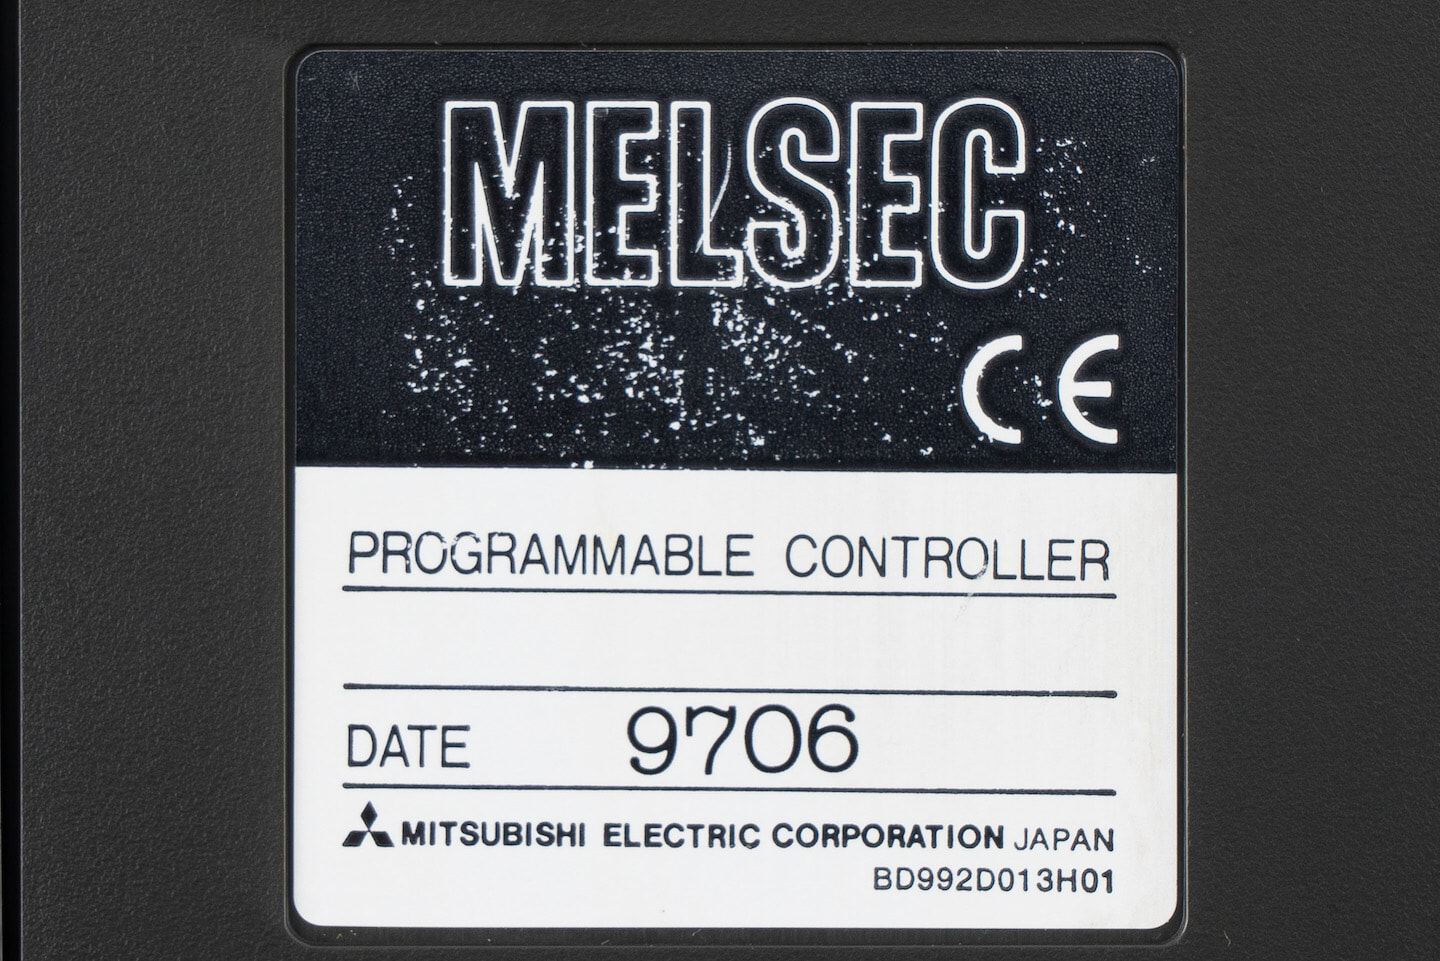 MELSEC
CE
PROGRAMMABLE CONTROLLER
DATE 9706
MITSUBISHI ELECTRIC CORPORATION JAPAN
BD992D013H01